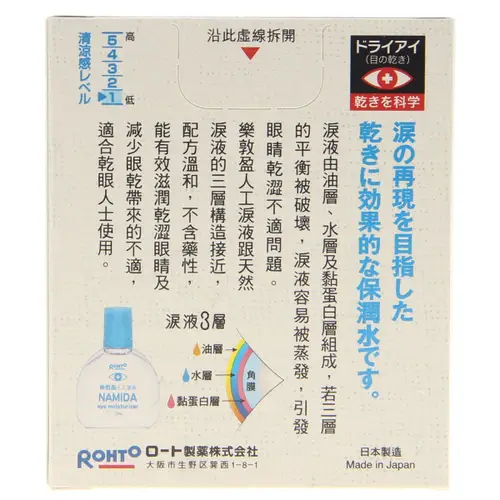 沿此虛線拆開
高
5
4
3
2
1
低
清涼感レベル
ドライアイ
(目の乾き)
乾きを科学
涙の再現を目指した
乾きに効果的な保潤水です。
淚液由油層、水層及黏蛋白層組成，若三層
的平衡被破壞，淚液容易被蒸發，引發
眼睛乾澀不適問題。
樂敦盈人工淚液跟天然
淚液的三層構造接近，
配方溫和，不含藥性，
能有效滋潤乾澀眼睛及
減少眼乾帶來的不適，
適合乾眼人士使用。
淚液3層
油層
水層
黏蛋白層
角膜
ROHTO
NAMIDA
eye moisturizer
ROHTO ロート製薬株式会社
大阪市生野区巽西1-8-1
日本製造
Made in Japan